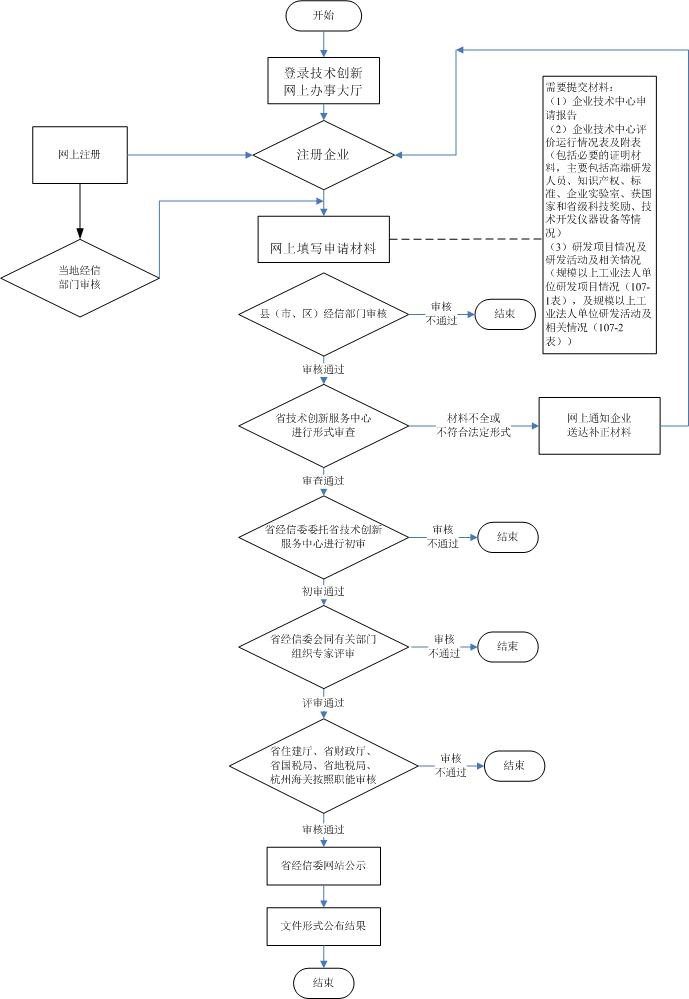 开始
登录技术创新
网上办事大厅
需要提交材料:
(1)企业技术中心申
请报告
(2)企业技术中心评
价运行情况表及附表
(包括必要的证明材
料,主要包括高端研发
人员、知识产权、标
准、企业实验室、获国
家和省级科技奖励、技
术开发仪器设备等情
况)
(3)研发项目情况及
研发活动及相关情况
(规模以上工业法人单
位研发项目情况(107-
1表),及规模以上工
业法人单位研发活动及
相关情况(107-2
表))
网上注册
注册企业
网上填写申请材料
当地经信
部门审核
县(市、区)经信部门审核
审核
不通过
结束
审核通过
省技术创新服务中心
进行形式审查
材料不全或
不符合法定形式
网上通知企业
送达补正材料
审查通过
省经信委委托省技术创新
服务中心进行初审
审核
不通过
结束
初审通过
省经信委会同有关部门
组织专家评审
审核
不通过
结束
评审通过
省住建厅、省财政厅、
省国税局、省地税局、
杭州海关按照职能审核
审核
不通过
结束
审核通过
省经信委网站公示
文件形式公布结果
结束